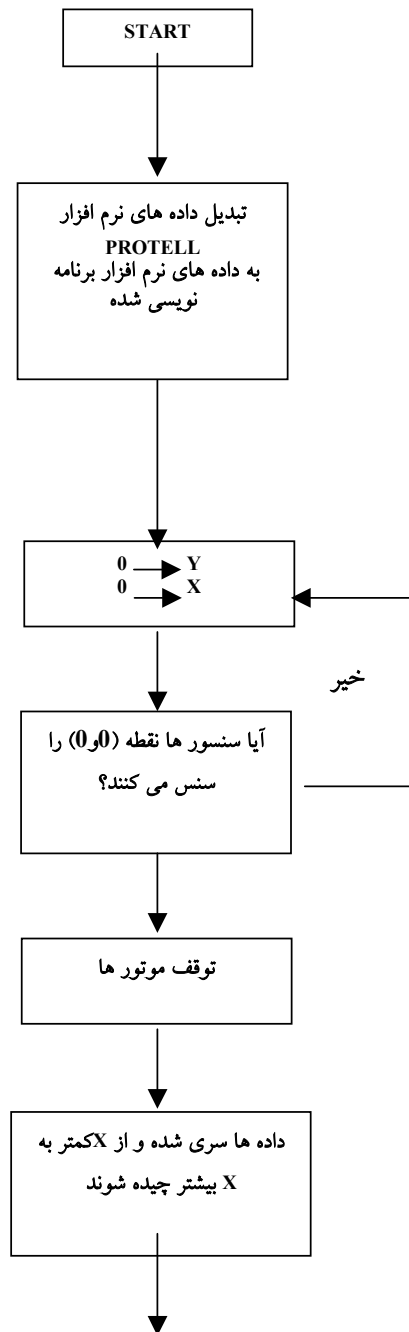 START
تبدیل داده های نرم افزار
PROTELL
به داده های نرم افزار برنامه
نویسی شده
0 → Y
0 → X
خیر
آیا سنسور ها نقطه (0و0) را
سنس می کنند؟
توقف موتور ها
داده ها سری شده و از Xکمتر به
X بیشتر چیده شوند